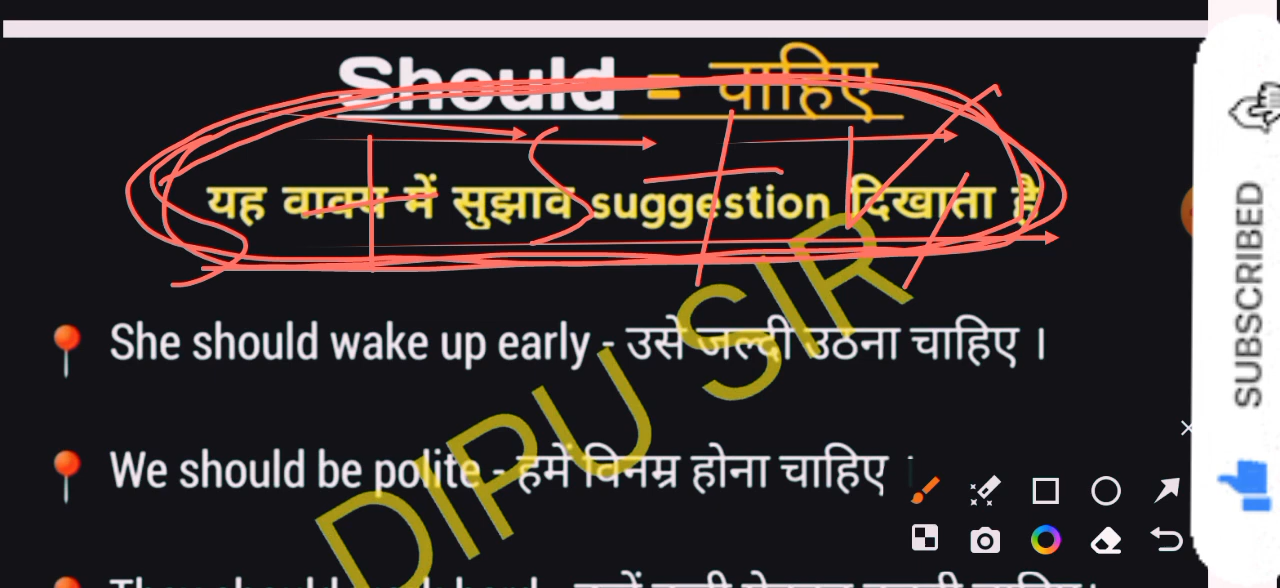 Should = चाहिए
यह वाक्य में सुझाव suggestion दिखाता है
She should wake up early - उसे जल्दी उठना चाहिए ।
We should be polite - हमें विनम्र होना चाहिए ।
DIPU SIR
SUBSCRIBED